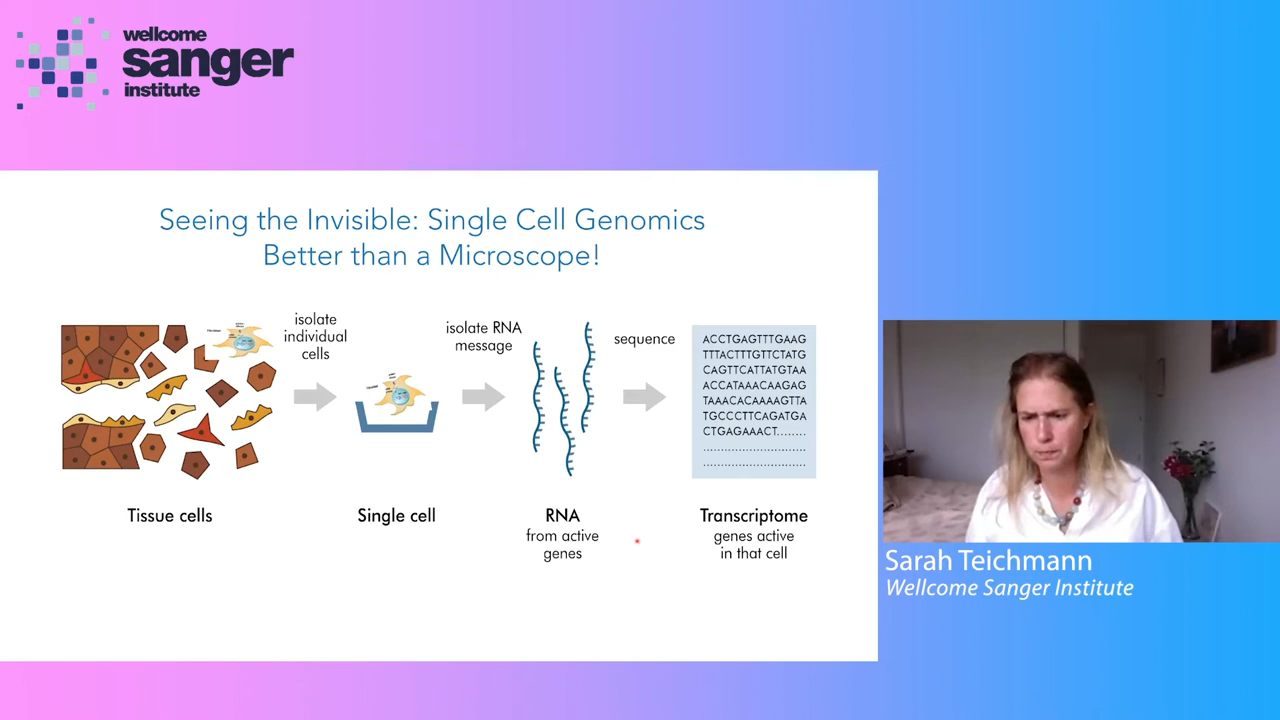 wellcome
sanger
institute
Seeing the Invisible: Single Cell Genomics
Better than a Microscope!
isolate
individual
cells
isolate RNA
message
sequence
ACCTGAGTTTGAAG
TTTACTTTGTTCTATG
CAGTTCATTATGTAA
ACCATAAACAAGAG
TAAACACAAAAGTTA
TGCCCTTCAGATGA
CTGAGAAACT........
............................
............................
Tissue cells
Single cell
RNA
from active
genes
Transcriptome
genes active
in that cell
Sarah Teichmann
Wellcome Sanger Institute